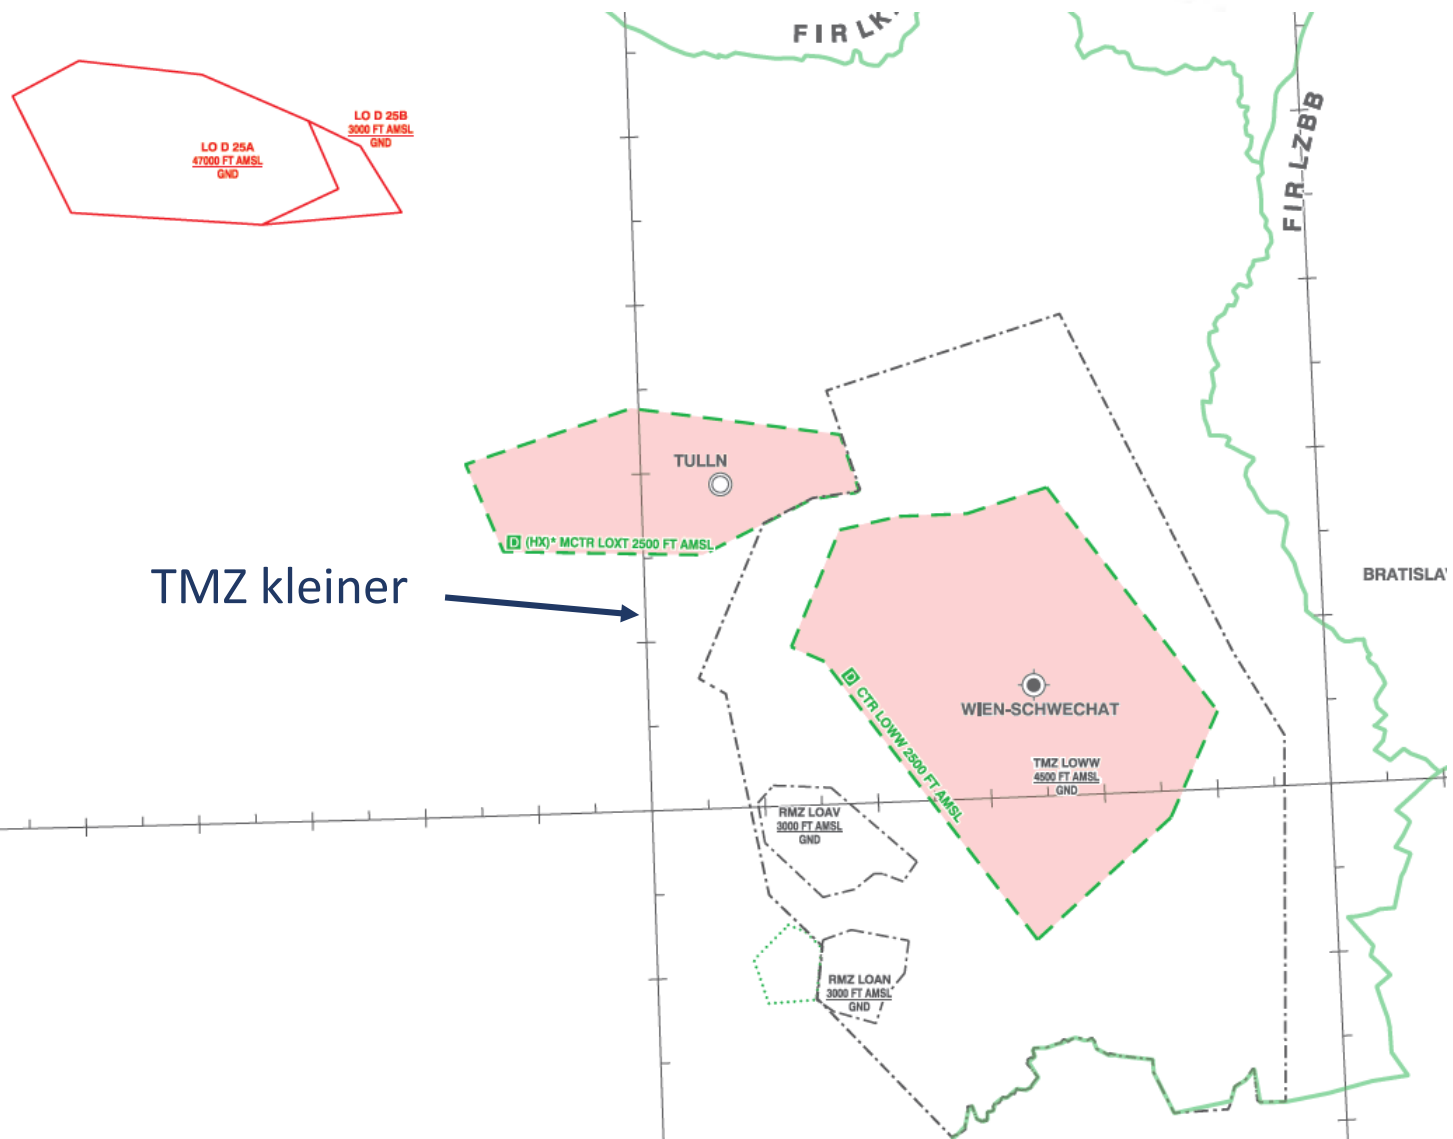 FIR LK
LO D 25B
3000 FT AMSL
GND
LO D 25A
47000 FT AMSL
GND
FIR LZBB
TULLN
D (HX)* MCTR LOXT 2500 FT AMSL
TMZ kleiner
BRATISLA
D CTR LOWW 2500 FT AMSL
WIEN-SCHWECHAT
TMZ LOWW
4500 FT AMSL
GND
RMZ LOAV
3000 FT AMSL
GND
RMZ LOAN
3000 FT AMSL
GND